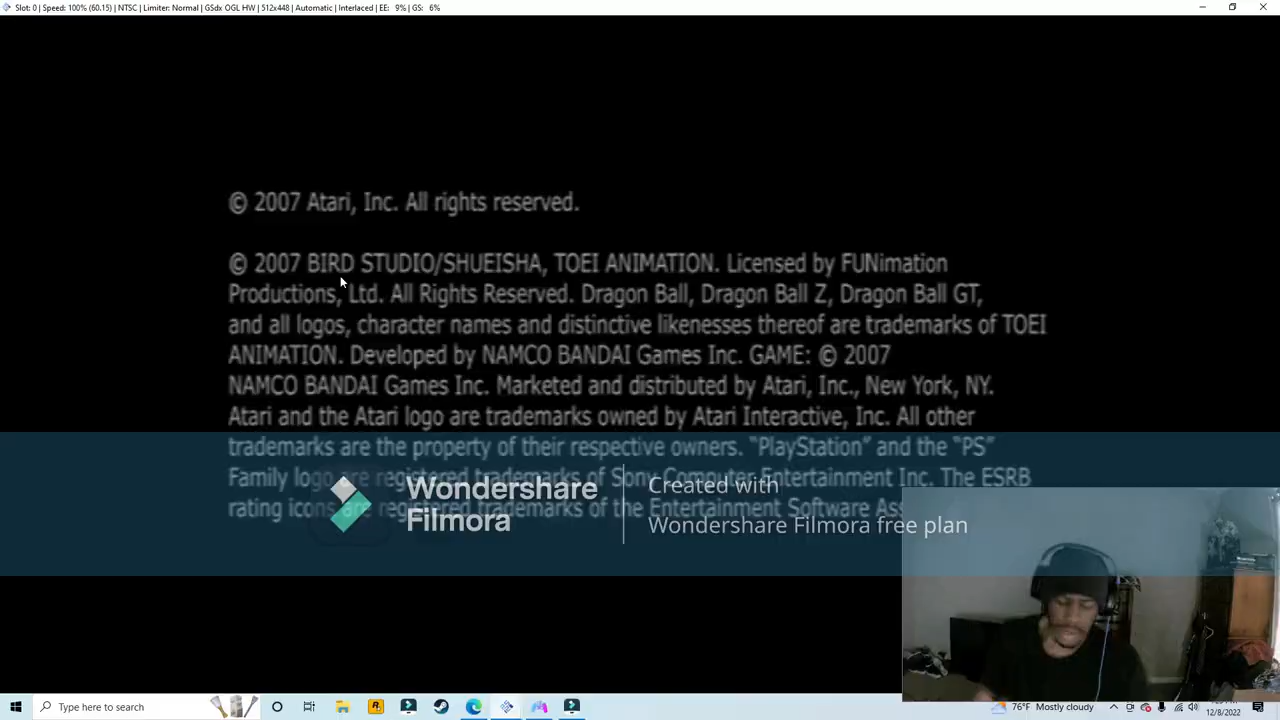 Slot: 0 | Speed: 100% (60.15) | NTSC | Limiter: Normal | GSdx OGL HW | 512x448 | Automatic | Interlaced | EE: 9% | GS: 6%
© 2007 Atari, Inc. All rights reserved.
© 2007 BIRD STUDIO/SHUEISHA, TOEI ANIMATION. Licensed by FUNimation
Productions, Ltd. All Rights Reserved. Dragon Ball, Dragon Ball Z, Dragon Ball GT,
and all logos, character names and distinctive likenesses thereof are trademarks of TOEI
ANIMATION. Developed by NAMCO BANDAI Games Inc. GAME: © 2007
NAMCO BANDAI Games Inc. Marketed and distributed by Atari, Inc., New York, NY.
Atari and the Atari logo are trademarks owned by Atari Interactive, Inc. All other
trademarks are the property of their respective owners. "PlayStation" and the "PS"
Family logo are registered trademarks of Sony Computer Entertainment Inc. The ESRB
rating icons are registered trademarks of the Entertainment Software
Wondershare
Filmora
Created with
Wondershare Filmora free plan
Type here to search
76°F Mostly cloudy
12/8/2022